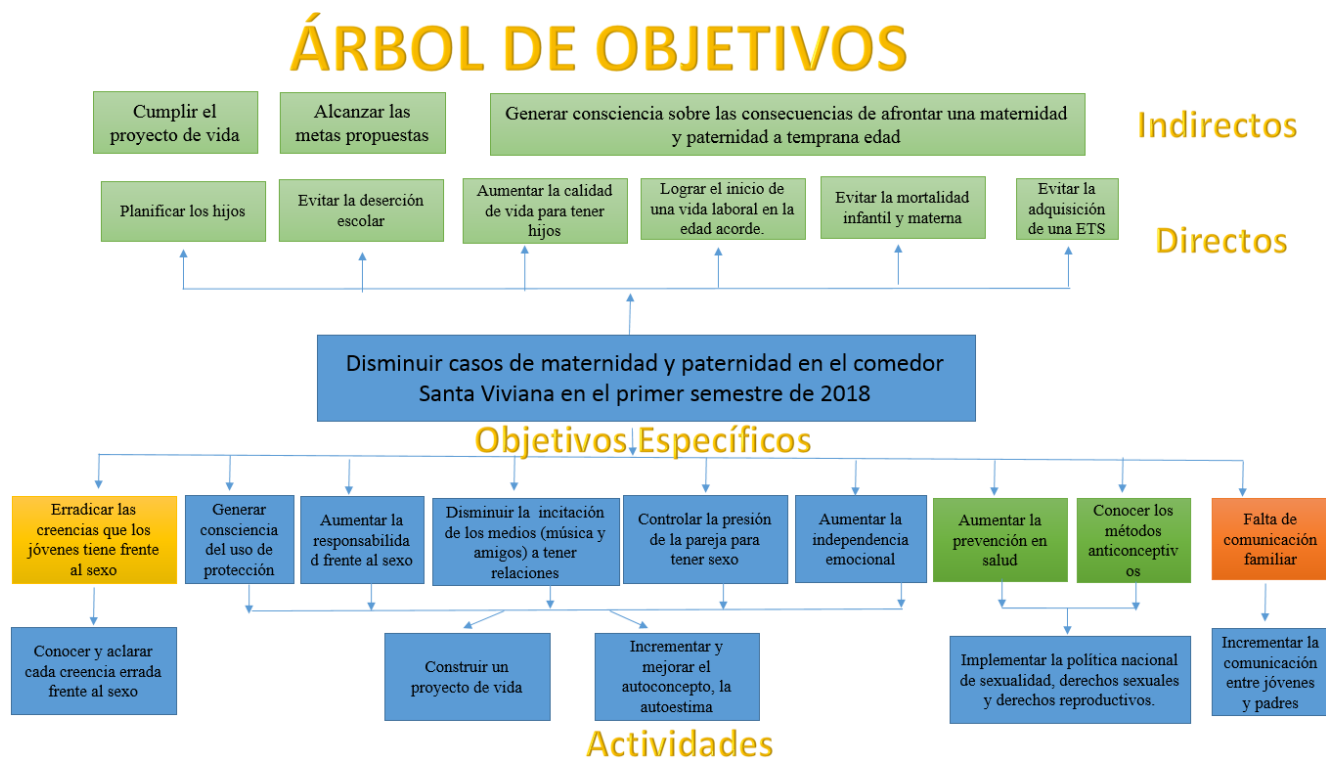 ÁRBOL DE OBJETIVOS
Cumplir el
proyecto de vida
Alcanzar las
metas propuestas
Generar consciencia sobre las consecuencias de afrontar una maternidad
y paternidad a temprana edad
Indirectos
Planificar los hijos
Evitar la deserción
escolar
Aumentar la calidad
de vida para tener
hijos
Lograr el inicio de
una vida laboral en la
edad acorde.
Evitar la mortalidad
infantil y materna
Evitar la
adquisición
de una ETS
Directos
Disminuir casos de maternidad y paternidad en el comedor
Santa Viviana en el primer semestre de 2018
Objetivos Específicos
Erradicar las
creencias que los
jóvenes tiene frente
al sexo
Generar
consciencia
del uso de
protección
Aumentar la
responsabilida
d frente al sexo
Disminuir la incitación
de los medios (música y
amigos) a tener
relaciones
Controlar la presión
de la pareja para
tener sexo
Aumentar la
independencia
emocional
Aumentar la
prevención en
salud
Conocer los
métodos
anticonceptiv
os
Falta de
comunicación
familiar
Conocer y aclarar
cada creencia errada
frente al sexo
Construir un
proyecto de vida
Incrementar y
mejorar el
autoconcepto, la
autoestima
Implementar la política nacional
de sexualidad, derechos sexuales
y derechos reproductivos.
Incrementar la
comunicación
entre jóvenes
y padres
Actividades